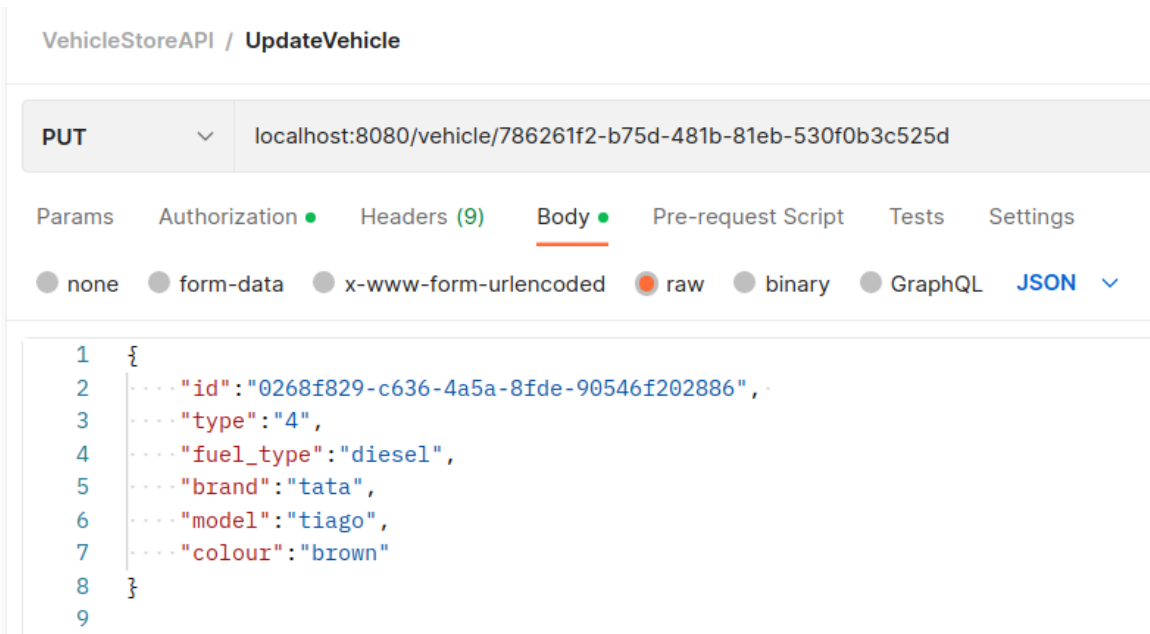 VehicleStoreAPI / UpdateVehicle
PUT localhost:8080/vehicle/786261f2-b75d-481b-81eb-530f0b3c525d
Params Authorization Headers (9) Body Pre-request Script Tests Settings
none form-data x-www-form-urlencoded raw binary GraphQL JSON
1 {
2 "id":"0268f829-c636-4a5a-8fde-90546f202886",
3 "type":"4",
4 "fuel_type":"diesel",
5 "brand":"tata",
6 "model":"tiago",
7 "colour":"brown"
8 }
9